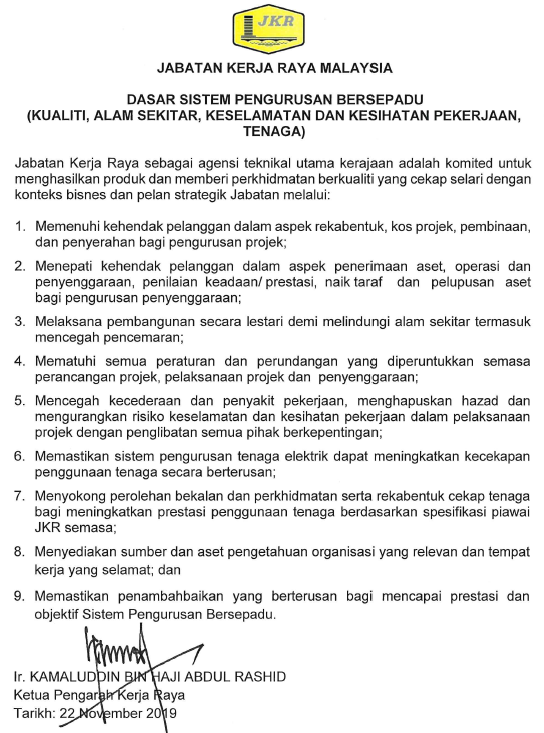 JKR
JABATAN KERJA RAYA MALAYSIA
DASAR SISTEM PENGURUSAN BERSEPADU
(KUALITI, ALAM SEKITAR, KESELAMATAN DAN KESIHATAN PEKERJAAN,
TENAGA)
Jabatan Kerja Raya sebagai agensi teknikal utama kerajaan adalah komited untuk
menghasilkan produk dan memberi perkhidmatan berkualiti yang cekap selari dengan
konteks bisnes dan pelan strategik Jabatan melalui:
1. Memenuhi kehendak pelanggan dalam aspek rekabentuk, kos projek, pembinaan,
dan penyerahan bagi pengurusan projek;
2. Menepati kehendak pelanggan dalam aspek penerimaan aset, operasi dan
penyenggaraan, penilaian keadaan/ prestasi, naik taraf dan pelupusan aset
bagi pengurusan penyenggaraan;
3. Melaksana pembangunan secara lestari demi melindungi alam sekitar termasuk
mencegah pencemaran;
4. Mematuhi semua peraturan dan perundangan yang diperuntukkan semasa
perancangan projek, pelaksanaan projek dan penyenggaraan;
5. Mencegah kecederaan dan penyakit pekerjaan, menghapuskan hazad dan
mengurangkan risiko keselamatan dan kesihatan pekerjaan dalam pelaksanaan
projek dengan penglibatan semua pihak berkepentingan;
6. Memastikan sistem pengurusan tenaga elektrik dapat meningkatkan kecekapan
penggunaan tenaga secara berterusan;
7. Menyokong perolehan bekalan dan perkhidmatan serta rekabentuk cekap tenaga
bagi meningkatkan prestasi penggunaan tenaga berdasarkan spesifikasi piawai
JKR semasa;
8. Menyediakan sumber dan aset pengetahuan organisasi yang relevan dan tempat
kerja yang selamat; dan
9. Memastikan penambahbaikan yang berterusan bagi mencapai prestasi dan
objektif Sistem Pengurusan Bersepadu.
Ir. KAMALUDDIN BIN HAJI ABDUL RASHID
Ketua Pengarah Kerja Raya
Tarikh: 22 November 2019